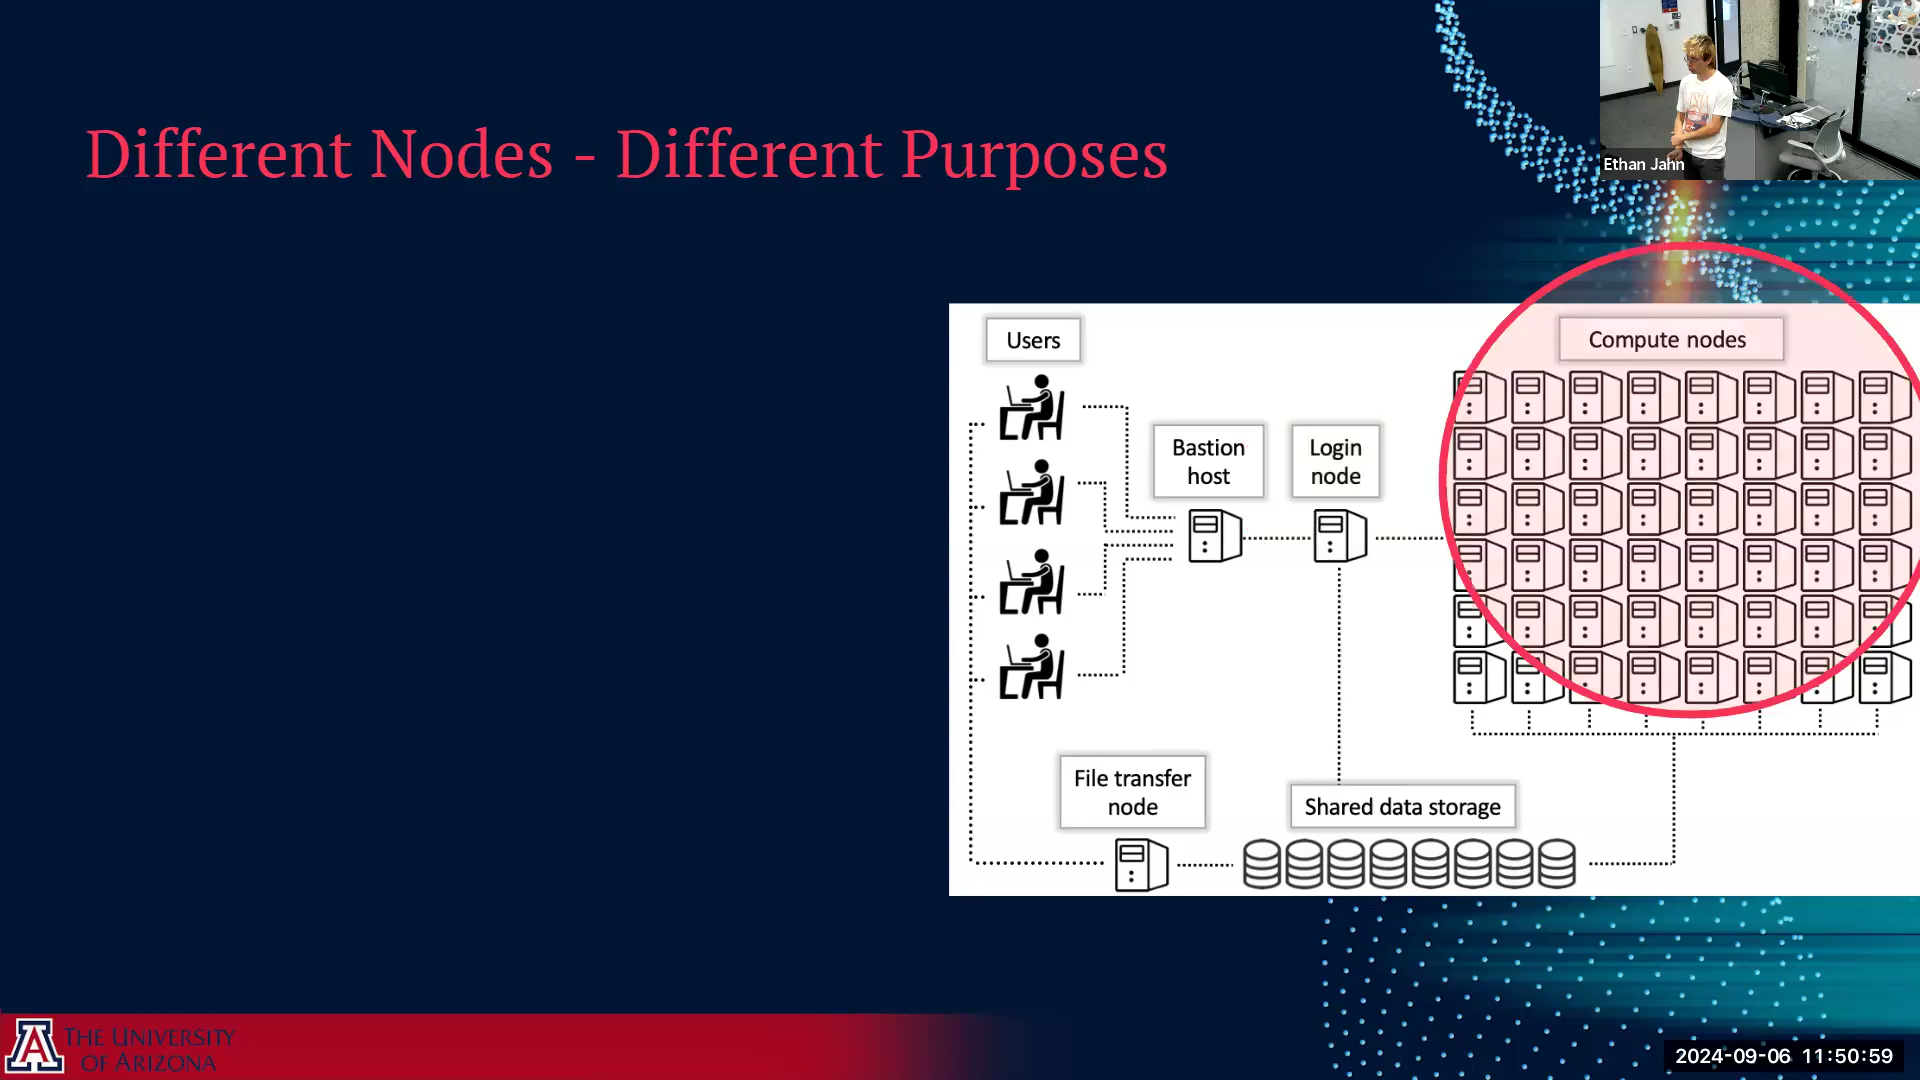 Different Nodes - Different Purposes
Ethan Jahn
Users
Compute nodes
Bastion
host
Login
node
File transfer
node
Shared data storage
A
THE UNIVERSITY
OF ARIZONA
2024-09-06 11:50:59